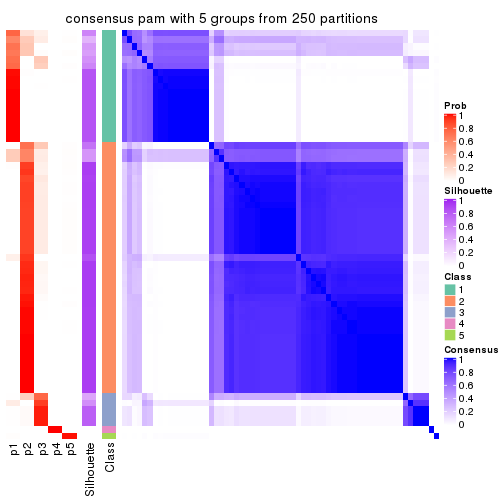 consensus pam with 5 groups from 250 partitions
Prob
1
0.8
0.6
0.4
0.2
0
Silhouette
1
0.8
0.6
0.4
0.2
0
Class
1
2
3
4
5
Consensus
1
0.8
0.6
0.4
0.2
0
p1
p2
p3
p4
p5
Silhouette
Class